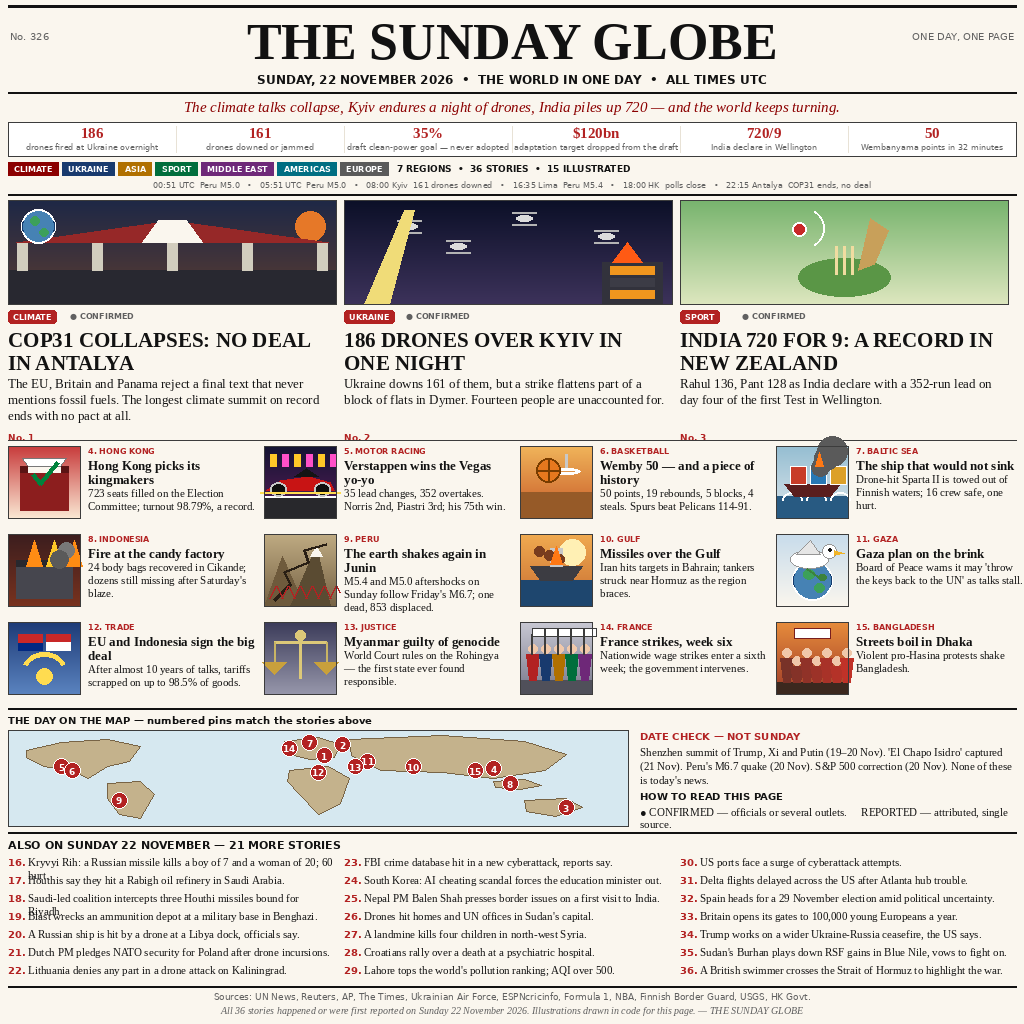 No. 326
THE SUNDAY GLOBE
ONE DAY, ONE PAGE
SUNDAY, 22 NOVEMBER 2026 • THE WORLD IN ONE DAY • ALL TIMES UTC
The climate talks collapse, Kyiv endures a night of drones, India piles up 720 — and the world keeps turning.
186
drones fired at Ukraine overnight
161
drones downed or jammed
35%
draft clean-power goal — never adopted
$120bn
adaptation target dropped from the draft
720/9
India declare in Wellington
50
Wembanyama points in 32 minutes
CLIMATE UKRAINE ASIA SPORT MIDDLE EAST AMERICAS EUROPE 7 REGIONS • 36 STORIES • 15 ILLUSTRATED
00:51 UTC Peru M5.0 • 05:51 UTC Peru M5.0 • 08:00 Kyiv 161 drones downed • 16:35 Lima Peru M5.4 • 18:00 HK polls close • 22:15 Antalya COP31 ends, no deal
CLIMATE ● CONFIRMED
COP31 COLLAPSES: NO DEAL
IN ANTALYA
The EU, Britain and Panama reject a final text that never
mentions fossil fuels. The longest climate summit on record
ends with no pact at all.
No. 1
UKRAINE ● CONFIRMED
186 DRONES OVER KYIV IN
ONE NIGHT
Ukraine downs 161 of them, but a strike flattens part of a
block of flats in Dymer. Fourteen people are unaccounted for.
No. 2
SPORT ● CONFIRMED
INDIA 720 FOR 9: A RECORD IN
NEW ZEALAND
Rahul 136, Pant 128 as India declare with a 352-run lead on
day four of the first Test in Wellington.
No. 3
4. HONG KONG
Hong Kong picks its
kingmakers
723 seats filled on the Election
Committee; turnout 98.79%, a record.
5. MOTOR RACING
Verstappen wins the Vegas
yo-yo
35 lead changes, 352 overtakes.
Norris 2nd, Piastri 3rd; his 75th win.
6. BASKETBALL
Wemby 50 — and a piece of
history
50 points, 19 rebounds, 5 blocks, 4
steals. Spurs beat Pelicans 114-91.
7. BALTIC SEA
The ship that would not sink
Drone-hit Sparta II is towed out of
Finnish waters; 16 crew safe, one
hurt.
8. INDONESIA
Fire at the candy factory
24 body bags recovered in Cikande;
dozens still missing after Saturday's
blaze.
9. PERU
The earth shakes again in
Junin
M5.4 and M5.0 aftershocks on
Sunday follow Friday's M6.7; one
dead, 853 displaced.
10. GULF
Missiles over the Gulf
Iran hits targets in Bahrain; tankers
struck near Hormuz as the region
braces.
11. GAZA
Gaza plan on the brink
Board of Peace warns it may 'throw
the keys back to the UN' as talks stall.
12. TRADE
EU and Indonesia sign the big
deal
After almost 10 years of talks, tariffs
scrapped on up to 98.5% of goods.
13. JUSTICE
Myanmar guilty of genocide
World Court rules on the Rohingya
— the first state ever found
responsible.
14. FRANCE
France strikes, week six
Nationwide wage strikes enter a sixth
week; the government intervenes.
15. BANGLADESH
Streets boil in Dhaka
Violent pro-Hasina protests shake
Bangladesh.
THE DAY ON THE MAP — numbered pins match the stories above
14 7 2 1 11 13 12 10 15 4 8 3 5 6 9
DATE CHECK — NOT SUNDAY
Shenzhen summit of Trump, Xi and Putin (19–20 Nov). 'El Chapo Isidro' captured
(21 Nov). Peru's M6.7 quake (20 Nov). S&P 500 correction (20 Nov). None of these
is today's news.
HOW TO READ THIS PAGE
● CONFIRMED — officials or several outlets. REPORTED — attributed, single
source.
ALSO ON SUNDAY 22 NOVEMBER — 21 MORE STORIES
16. Kryvyi Rih: a Russian missile kills a boy of 7 and a woman of 20; 60
hurt.
17. Houthis say they hit a Rabigh oil refinery in Saudi Arabia.
18. Saudi-led coalition intercepts three Houthi missiles bound for
Riyadh.
19. Blast wrecks an ammunition depot at a military base in Benghazi.
20. A Russian ship is hit by a drone at a Libya dock, officials say.
21. Dutch PM pledges NATO security for Poland after drone incursions.
22. Lithuania denies any part in a drone attack on Kaliningrad.
23. FBI crime database hit in a new cyberattack, reports say.
24. South Korea: AI cheating scandal forces the education minister out.
25. Nepal PM Balen Shah presses border issues on a first visit to India.
26. Drones hit homes and UN offices in Sudan's capital.
27. A landmine kills four children in north-west Syria.
28. Croatians rally over a death at a psychiatric hospital.
29. Lahore tops the world's pollution ranking; AQI over 500.
30. US ports face a surge of cyberattack attempts.
31. Delta flights delayed across the US after Atlanta hub trouble.
32. Spain heads for a 29 November election amid political uncertainty.
33. Britain opens its gates to 100,000 young Europeans a year.
34. Trump works on a wider Ukraine-Russia ceasefire, the US says.
35. Sudan's Burhan plays down RSF gains in Blue Nile, vows to fight on.
36. A British swimmer crosses the Strait of Hormuz to highlight the war.
Sources: UN News, Reuters, AP, The Times, Ukrainian Air Force, ESPNcricinfo, Formula 1, NBA, Finnish Border Guard, USGS, HK Govt.
All 36 stories happened or were first reported on Sunday 22 November 2026. Illustrations drawn in code for this page. — THE SUNDAY GLOBE